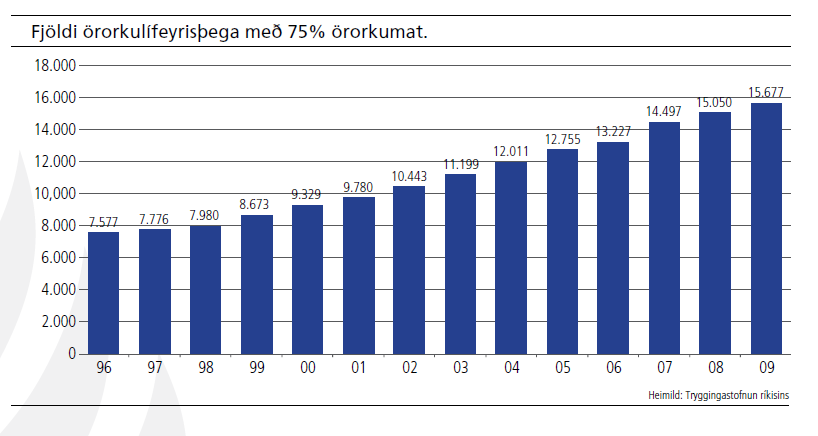 Fjöldi örorkulífeyrisþega með 75% örorkumat.
18.000
16.000
14.000
12.000
10,000
8.000
6.000
4.000
2.000
0
7.577 7.776 7.980 8.673 9.329 9.780 10.443 11.199 12.011 12.755 13.227 14.497 15.050 15.677
96 97 98 99 00 01 02 03 04 05 06 07 08 09
Heimild: Tryggingastofnun ríkisins